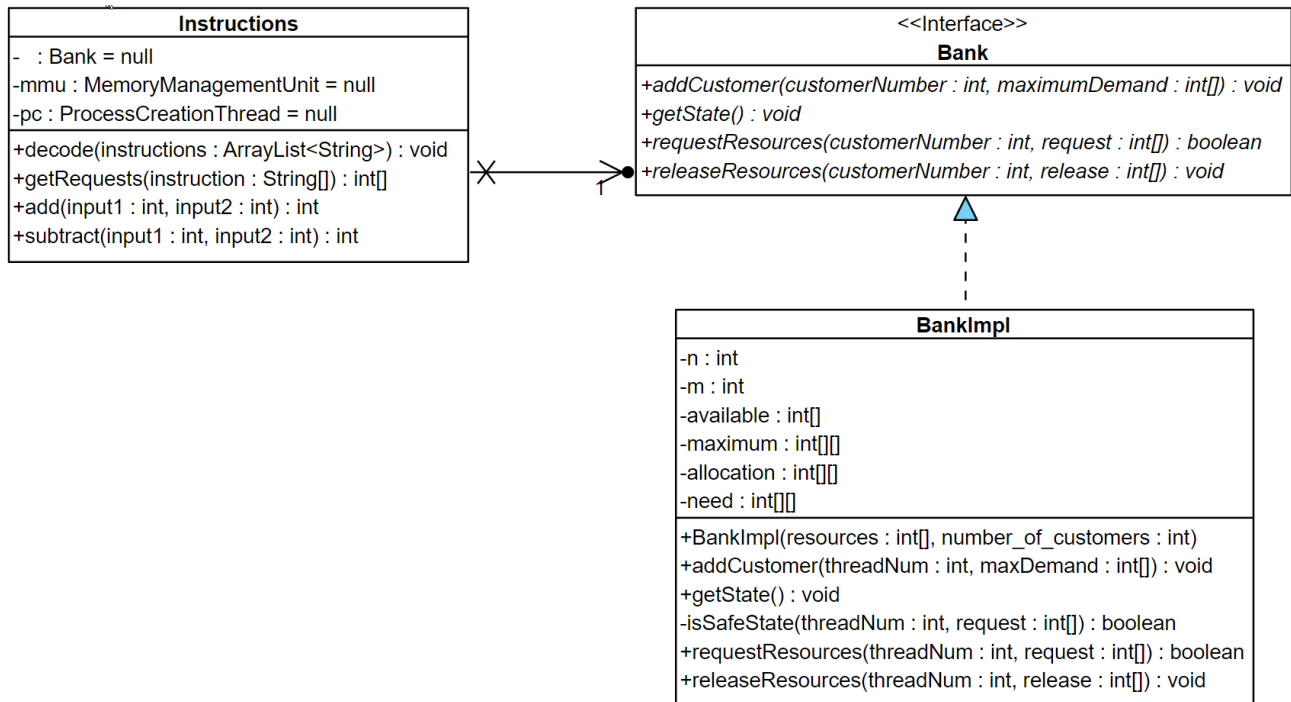 Instructions
- : Bank = null
-mmu : MemoryManagementUnit = null
-pc : ProcessCreationThread = null
+decode(instructions : ArrayList<String>) : void
+getRequests(instruction : String[]) : int[]
+add(input1 : int, input2 : int) : int
+subtract(input1 : int, input2 : int) : int
1
<<Interface>>
Bank
+addCustomer(customerNumber : int, maximumDemand : int[]) : void
+getState() : void
+requestResources(customerNumber : int, request : int[]) : boolean
+releaseResources(customerNumber : int, release : int[]) : void
BankImpl
-n : int
-m : int
-available : int[]
-maximum : int[][]
-allocation : int[][]
-need : int[][]
+BankImpl(resources : int[], number_of_customers : int)
+addCustomer(threadNum : int, maxDemand : int[]) : void
+getState() : void
-isSafeState(threadNum : int, request : int[]) : boolean
+requestResources(threadNum : int, request : int[]) : boolean
+releaseResources(threadNum : int, release : int[]) : void